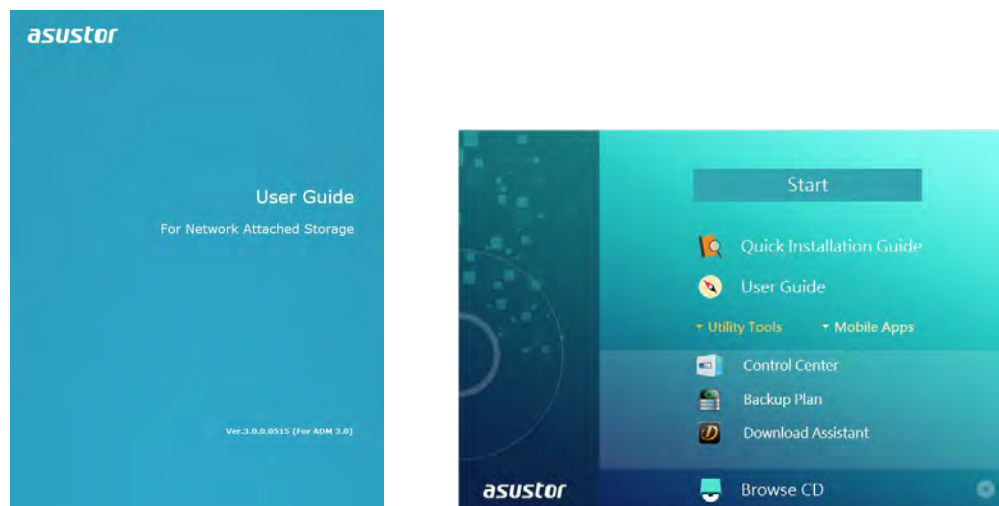 asustor
User Guide
For Network Attached Storage
Ver.3.0.0.0515 (For ADM 3.0)
Start
Quick Installation Guide
User Guide
Utility Tools
Mobile Apps
Control Center
Backup Plan
Download Assistant
asustor
Browse CD